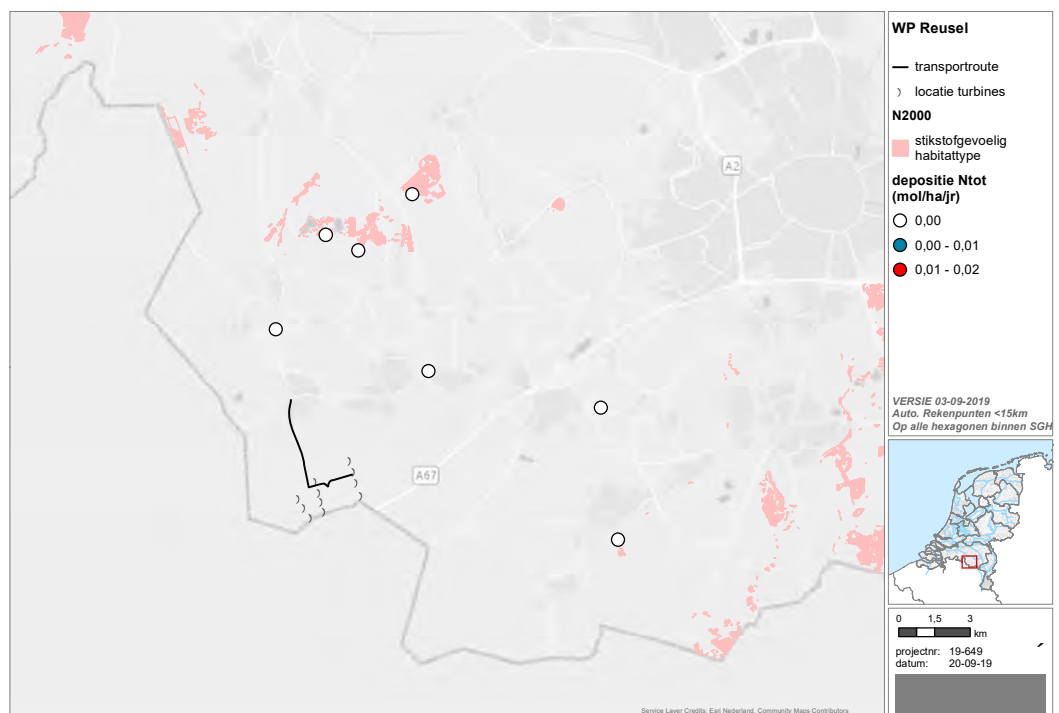 A2
A67
Service Layer Credits: Esri Nederland, Community Maps Contributors
WP Reusel
transportroute
locatie turbines
N2000
stikstofgevoelig
habitattype
depositie Ntot
(mol/ha/jr)
0,00
0,00 - 0,01
0,01 - 0,02
VERSIE 03-09-2019
Auto. Rekenpunten <15km
Op alle hexagonen binnen SGH
0 1,5 3
km
projectnr: 19-649
datum: 20-09-19